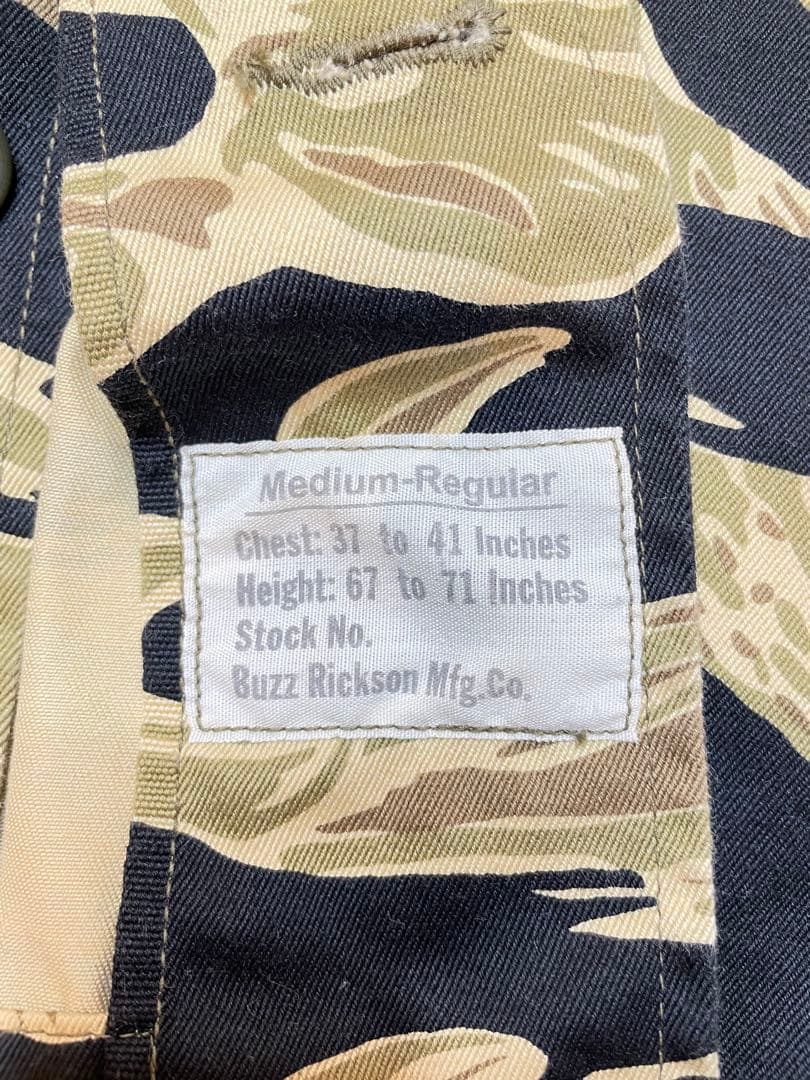 Medium-Regular
Chest: 37 to 41 Inches
Height: 67 to 71 Inches
Stock No.
Buzz Rickson Mfg.Co.